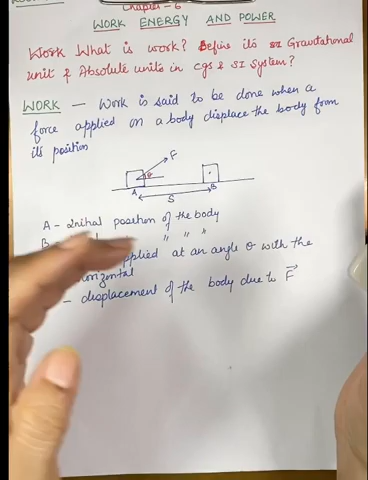 Chapter - 6
WORK ENERGY AND POWER
Work What is work? Define its SI Gravitational
unit & Absolute units in cgs & SI System?
WORK — Work is said to be done when a
force applied on a body displace the body from
its position
F
θ
A
B
S
A - Initial position of the body
B - " " "
applied at an angle θ with the
horizontal
- displacement of the body due to F⃗